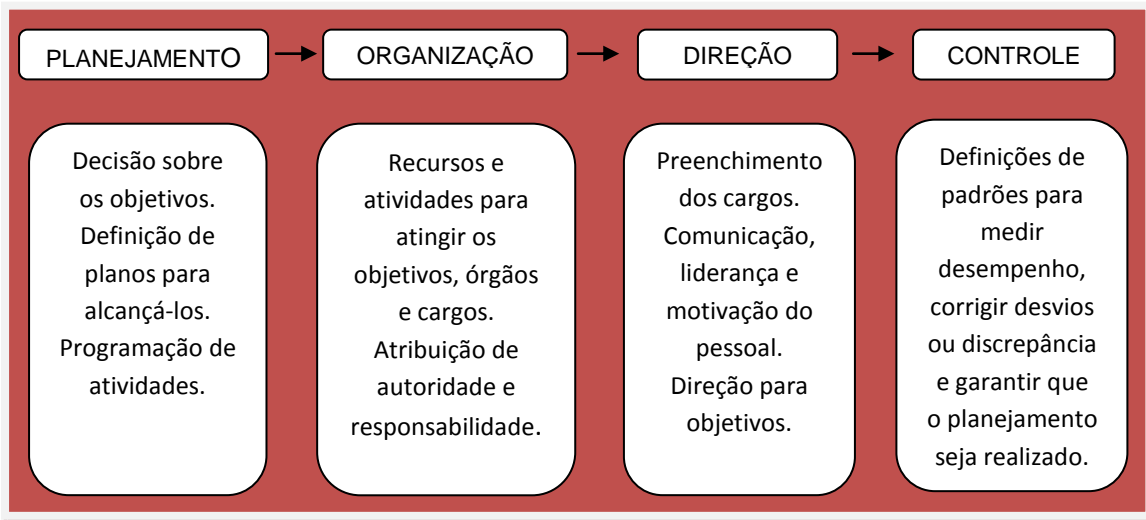 PLANEJAMENTO
ORGANIZAÇÃO
DIREÇÃO
CONTROLE
Decisão sobre
os objetivos.
Definição de
planos para
alcançá-los.
Programação de
atividades.
Recursos e
atividades para
atingir os
objetivos, órgãos
e cargos.
Atribuição de
autoridade e
responsabilidade.
Preenchimento
dos cargos.
Comunicação,
liderança e
motivação do
pessoal.
Direção para
objetivos.
Definições de
padrões para
medir
desempenho,
corrigir desvios
ou discrepância
e garantir que
o planejamento
seja realizado.